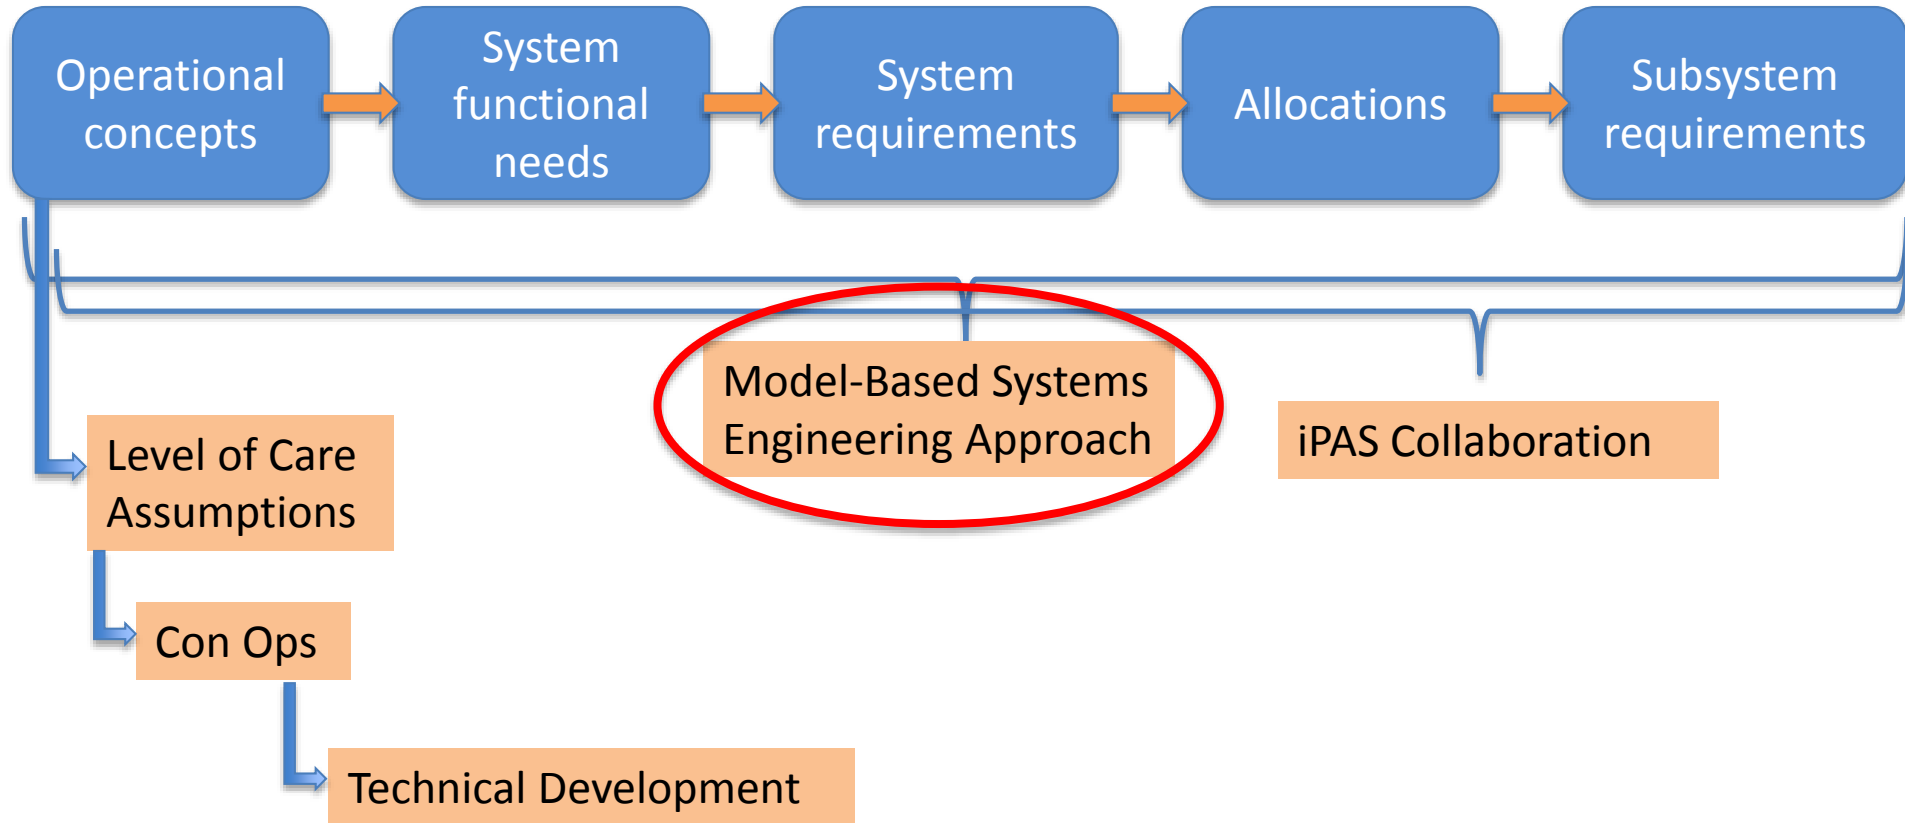 Operational
concepts
System
functional
needs
System
requirements
Allocations
Subsystem
requirements
Model-Based Systems
Engineering Approach
iPAS Collaboration
Level of Care
Assumptions
Con Ops
Technical Development